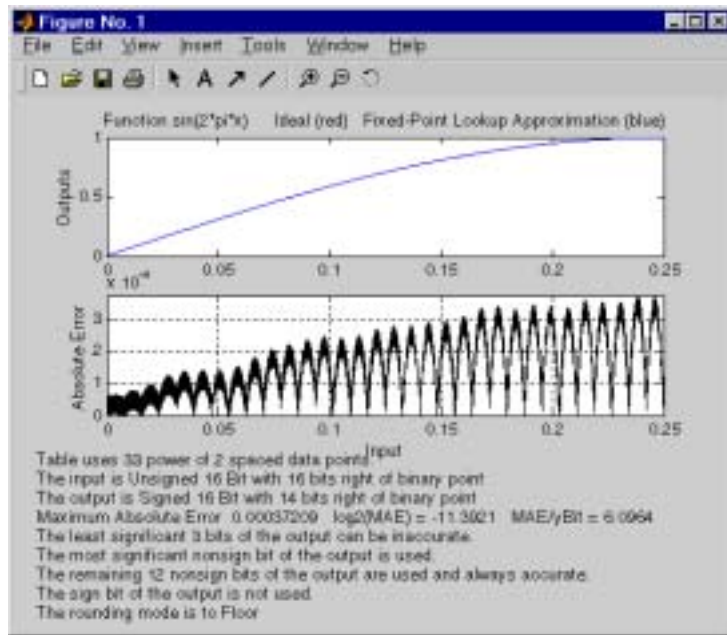 Figure No. 1
File Edit View Insert Tools Window Help
A
Function sin(2*pi*x) Ideal (red) Fixed-Point Lookup Approximation (blue)
1
Outputs
0.5
0
0 0.05 0.1 0.15 0.2 0.25
x 10
Absolute Error
3
2
1
0
0 0.05 0.1 0.15 0.2 0.25
Input
Table uses 33 power of 2 spaced data points
The input is Unsigned 16 Bit with 16 bits right of binary point
The output is Signed 16 Bit with 14 bits right of binary point
Maximum Absolute Error 0.00037209 log2(MAE) = -11.3921 MAE/yBit = 6.0964
The least significant 3 bits of the output can be inaccurate.
The most significant nonsign bit of the output is used.
The remaining 12 nonsign bits of the output are used and always accurate.
The sign bit of the output is not used.
The rounding mode is to Floor